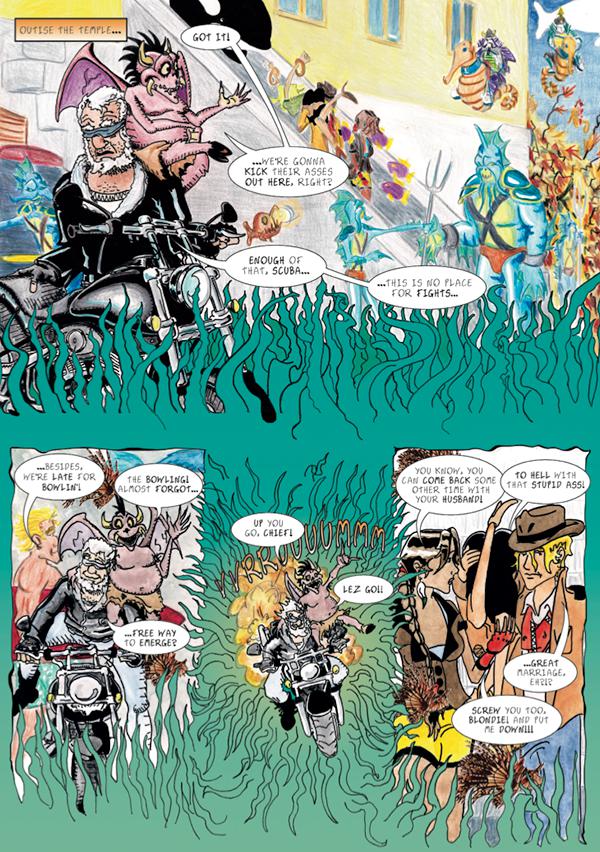 OUTISE THE TEMPLE...
GOT IT!
...WE'RE GONNA
KICK THEIR ASSES
OUT HERE, RIGHT?
ENOUGH OF
THAT, SCUBA...
...THIS IS NO PLACE
FOR FIGHTS...
...BESIDES,
WE'RE LATE FOR
BOWLIN'!
THE BOWLING!
ALMOST FORGOT...
...FREE WAY
TO EMERGE?
UP YOU
GO, CHIEF!
VVRRUUUUMMM
LEZ GO!!
YOU KNOW, YOU
CAN COME BACK SOME
OTHER TIME WITH
YOUR HUSBAND!
TO HELL WITH
THAT STUPID ASS!
...GREAT
MARRIAGE,
EH?!?
SCREW YOU TOO,
BLONDIE! AND PUT
ME DOWN!!!